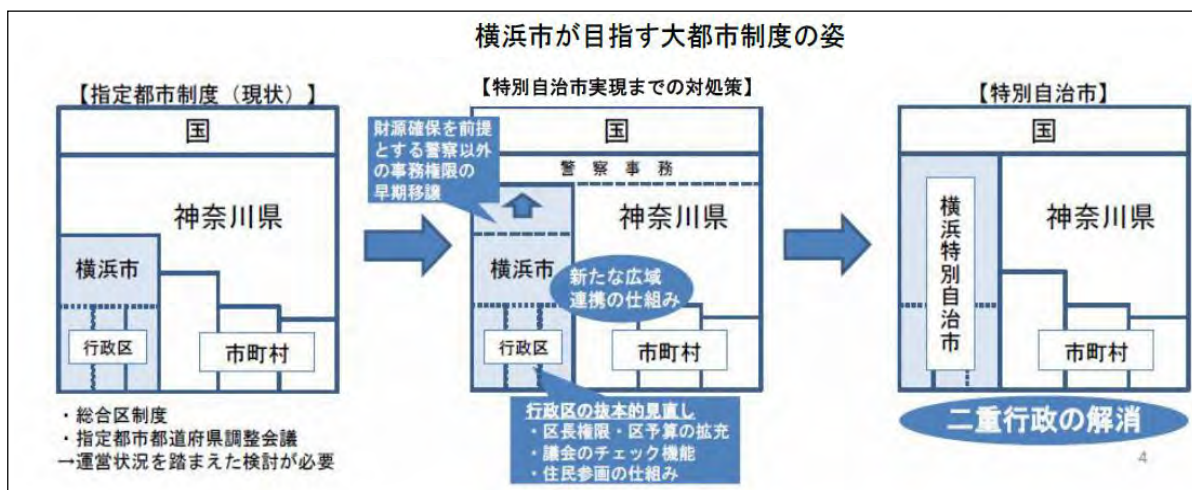 横浜市が目指す大都市制度の姿
【指定都市制度(現状)】
国
神奈川県
横浜市
行政区
市町村
・総合区制度
・指定都市都道府県調整会議
→運営状況を踏まえた検討が必要
【特別自治市実現までの対処策】
国
財源確保を前提
とする警察以外
の事務権限の
早期移譲
警察事務
神奈川県
横浜市
新たな広域
連携の仕組み
行政区
市町村
行政区の抜本的見直し
・区長権限・区予算の拡充
・議会のチェック機能
・住民参画の仕組み
【特別自治市】
国
横浜特別自治市
神奈川県
市町村
二重行政の解消
4